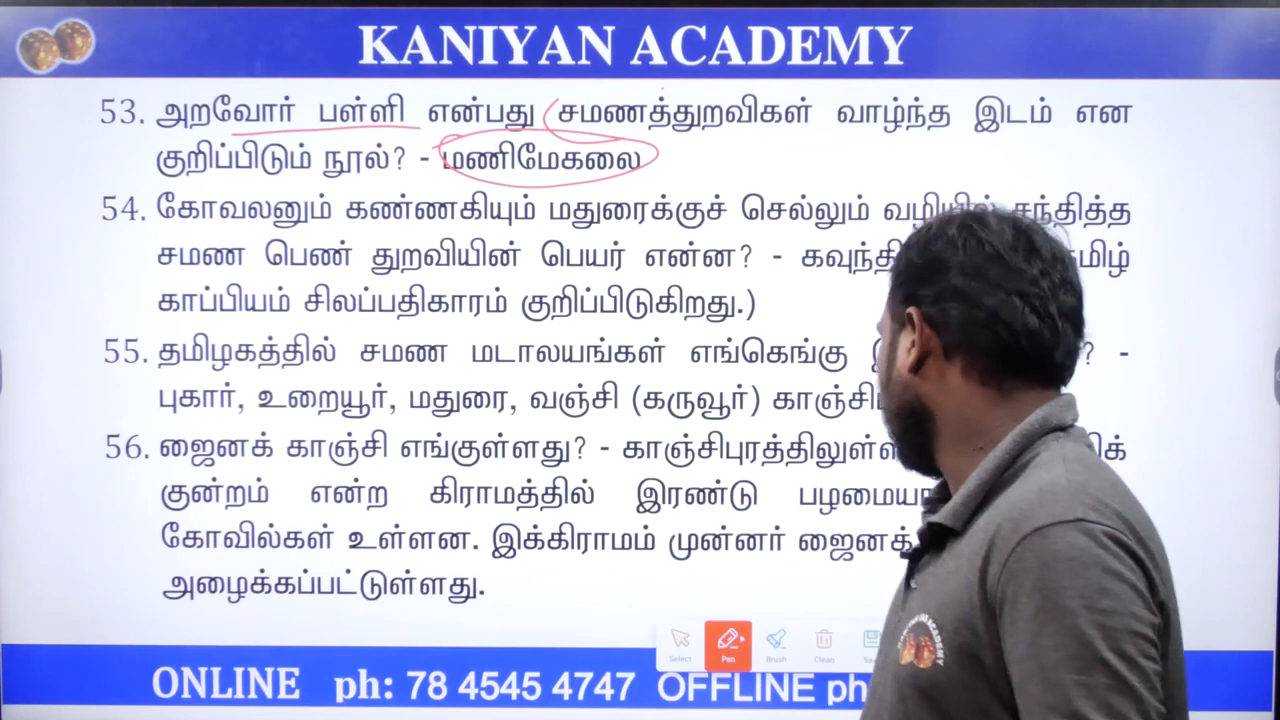 KANIYAN ACADEMY
53. அறவோர் பள்ளி என்பது சமணத்துறவிகள் வாழ்ந்த இடம் என
குறிப்பிடும் நூல்? - மணிமேகலை
54. கோவலனும் கண்ணகியும் மதுரைக்குச் செல்லும் வழியில் சந்தித்த
சமண பெண் துறவியின் பெயர் என்ன? -
காப்பியம் சிலப்பதிகாரம் குறிப்பிடுகிறது.)
55. தமிழகத்தில் சமண மடாலயங்கள் எங்கெங்கு ? -
புகார், உறையூர், மதுரை, வஞ்சி (கருவூர்)
56. ஜைனக் காஞ்சி எங்குள்ளது? -
குன்றம் என்ற கிராமத்தில் இரண்டு
கோவில்கள் உள்ளன. இக்கிராமம் முன்னர் ஜைனக்
அழைக்கப்பட்டுள்ளது.
Select Pen Brush Clean
ONLINE ph: 78 4545 4747 OFFLINE ph